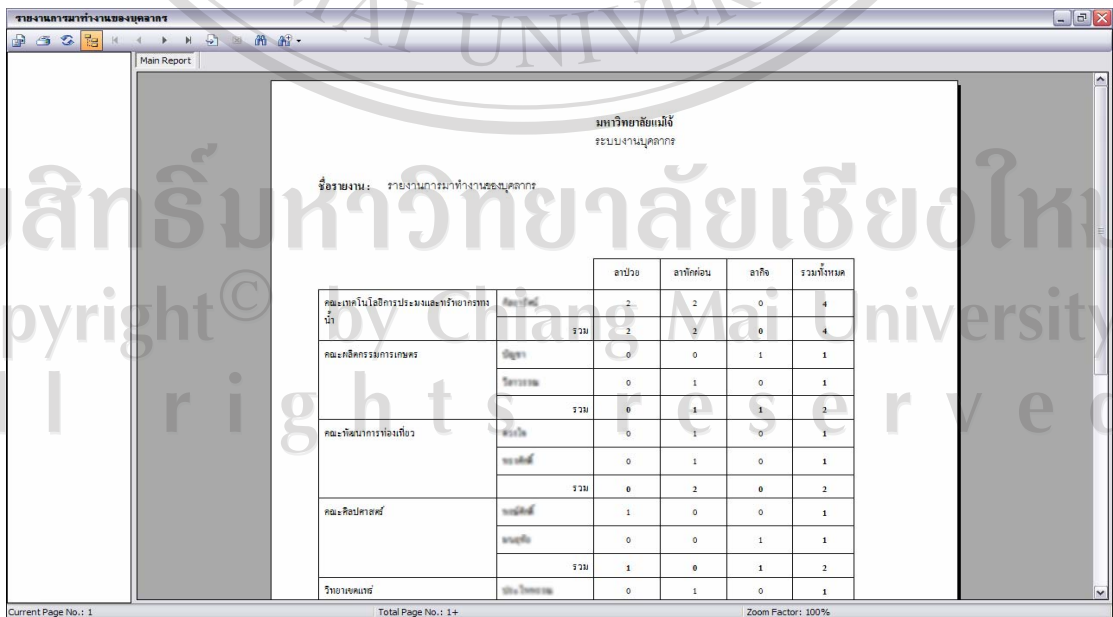 รายงานการมาทำงานของบุคลากร
Main Report
มหาวิทยาลัยแม่โจ้
ระบบงานบุคลากร
ชื่อรายงาน : รายงานการมาทำงานของบุคลากร
ลาป่วย ลาพักผ่อน ลากิจ รวมทั้งหมด
คณะเทคโนโลยีการประมงและทรัพยากรทาง
น้ำ
2 2 0 4
รวม 2 2 0 4
คณะผลิตกรรมการเกษตร 0 0 1 1
0 1 0 1
รวม 0 1 1 2
คณะพัฒนาการท่องเที่ยว 0 1 0 1
0 1 0 1
รวม 0 2 0 2
คณะศิลปศาสตร์ 1 0 0 1
0 0 1 1
รวม 1 0 1 2
วิทยาเขตแพร่ 0 1 0 1
Current Page No.: 1 Total Page No.: 1+ Zoom Factor: 100%
MAI UNIVER
ยสิทธิ์มหาวิทยาลัยเชียงให
pyright© by Chiang Mai University
l rights reserve